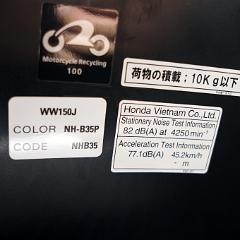 Motorcycle Recycling
100
荷物の積載：10Kg以下
WW150J
COLOR NH-B35P
CODE NHB35
Honda Vietnam Co.,Ltd.
Stationary Noise Test Information
82 dB(A) at 4250 min⁻¹
Acceleration Test Information
77.1dB(A) 45.2km/h
m